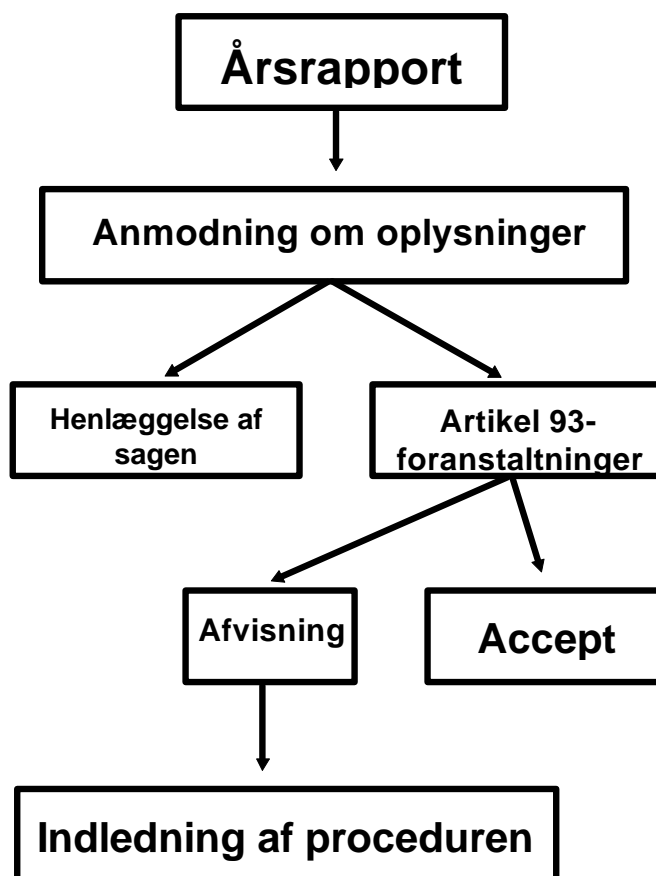 Årsrapport
Anmodning om oplysninger
Henlæggelse af
sagen
Artikel 93-
foranstaltninger
Afvisning
Accept
Indledning af proceduren